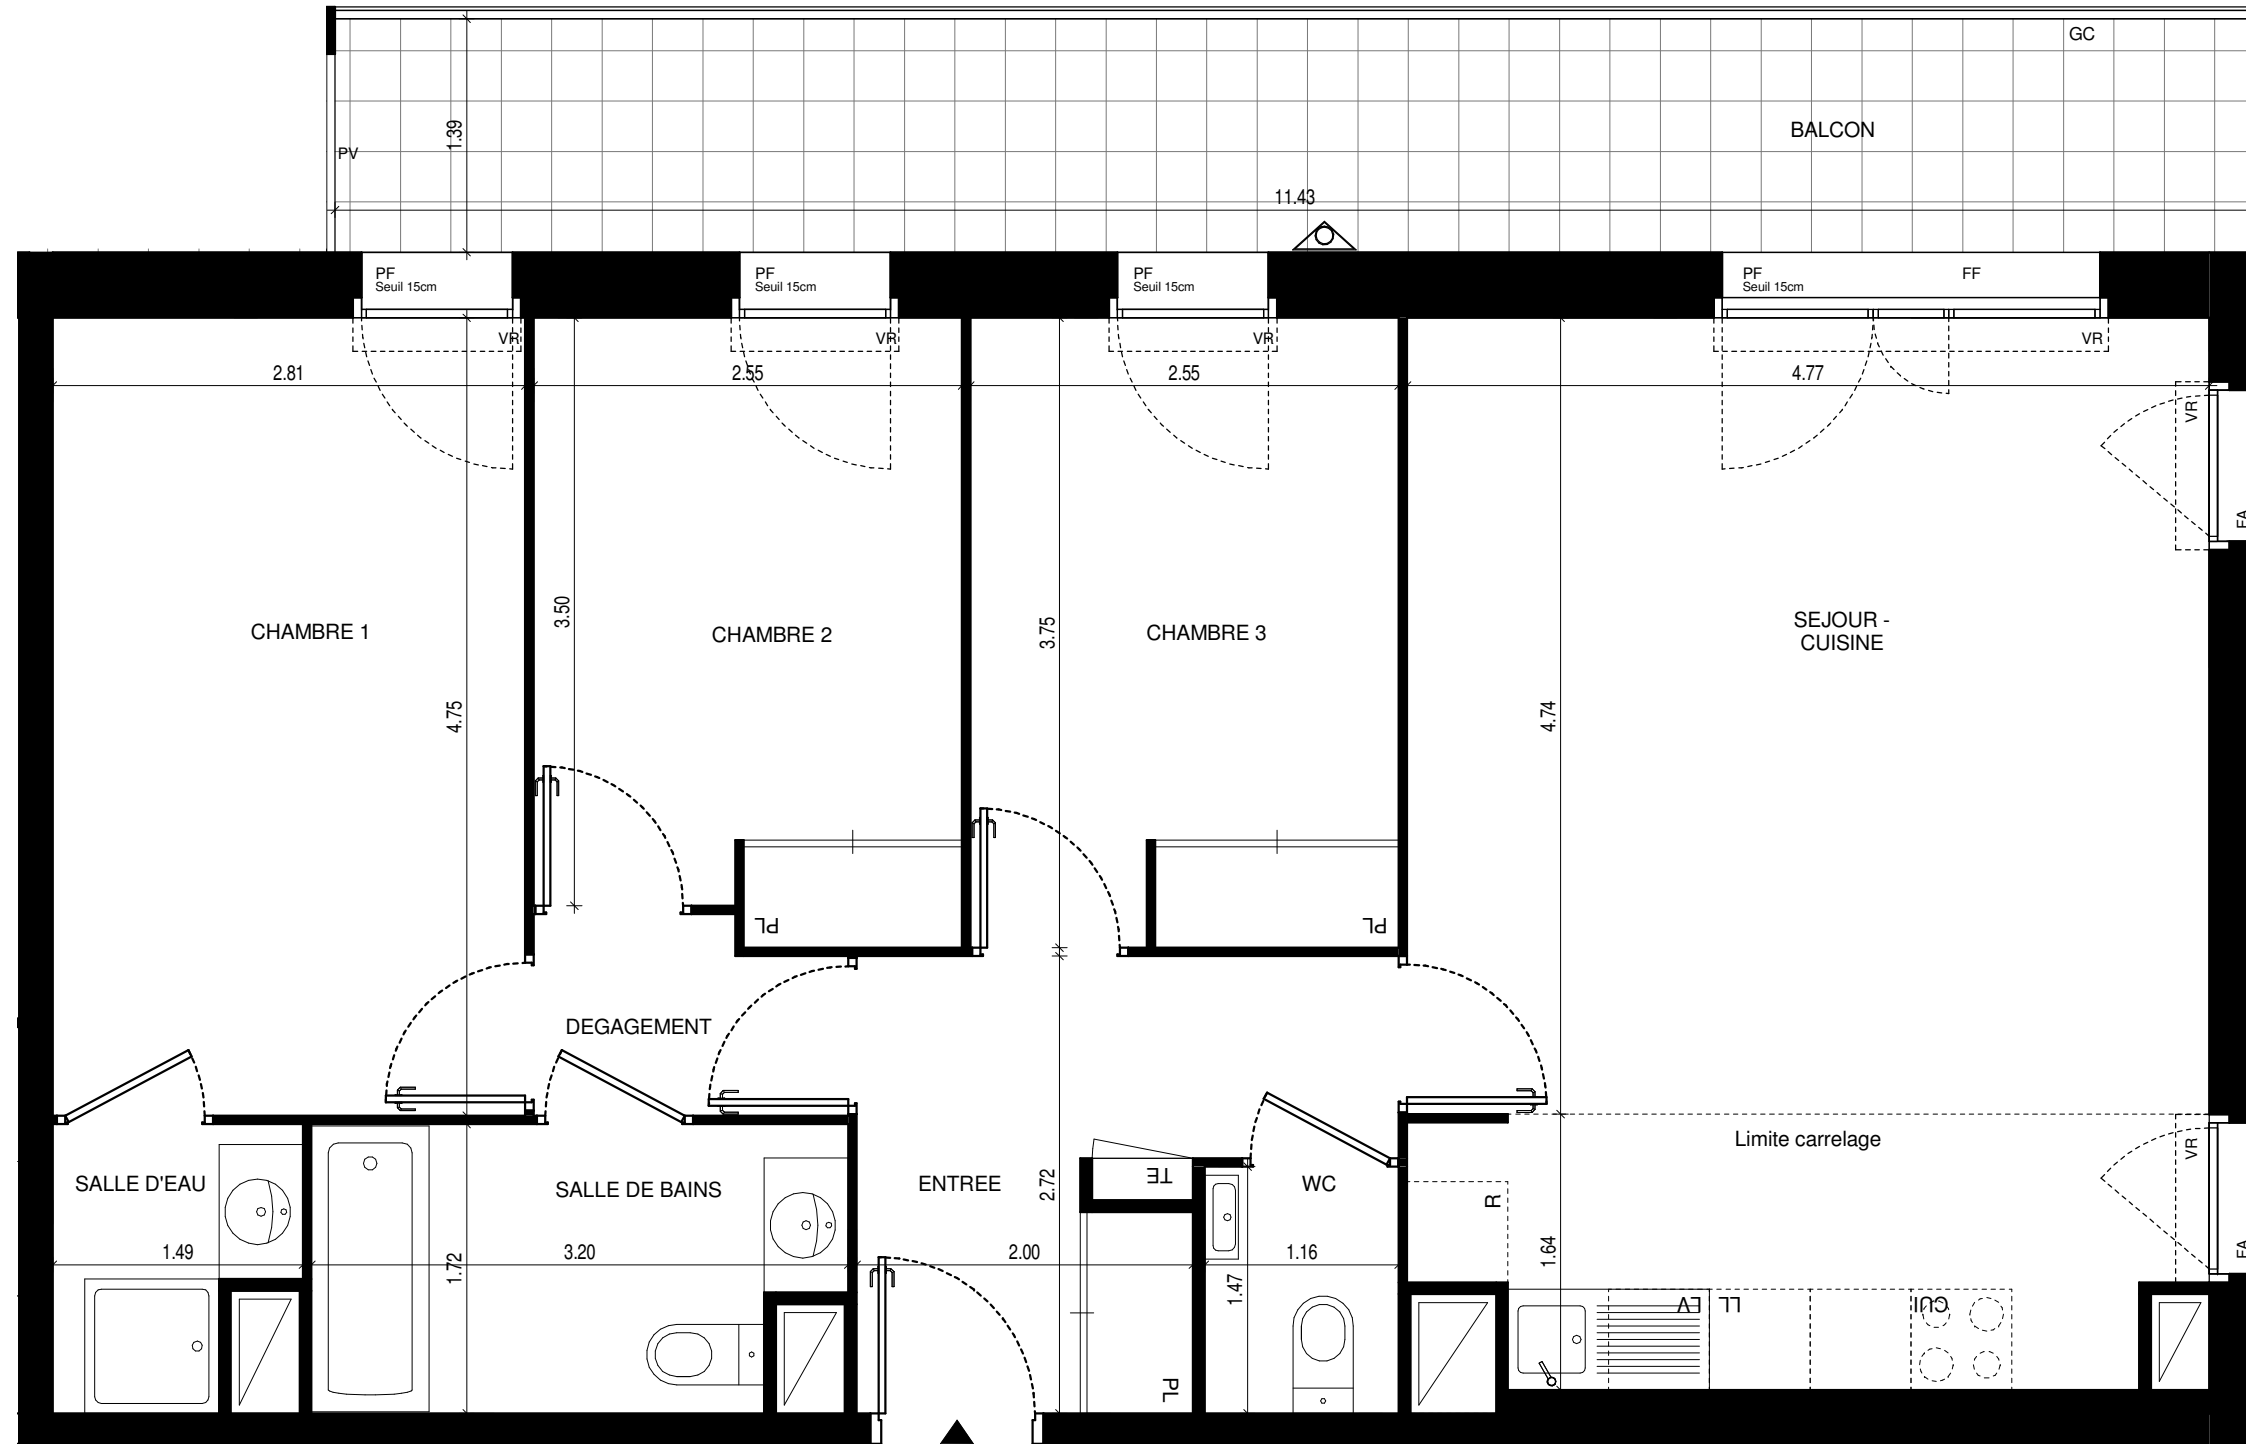 GC
BALCON
1.39
PV
11.43
PF
Seuil 15cm
PF
Seuil 15cm
PF
Seuil 15cm
PF
Seuil 15cm
FF
VR
VR
VR
VR
2.81
2.55
2.55
4.77
VR
FA
3.50
3.75
CHAMBRE 1
CHAMBRE 2
CHAMBRE 3
SEJOUR -
CUISINE
4.75
4.74
PL
PL
DEGAGEMENT
Limite carrelage
VR
SALLE D'EAU
SALLE DE BAINS
ENTREE
2.72
TE
WC
R
1.49
3.20
2.00
1.16
1.72
1.47
1.64
FA
EV
LL
CUI
PL